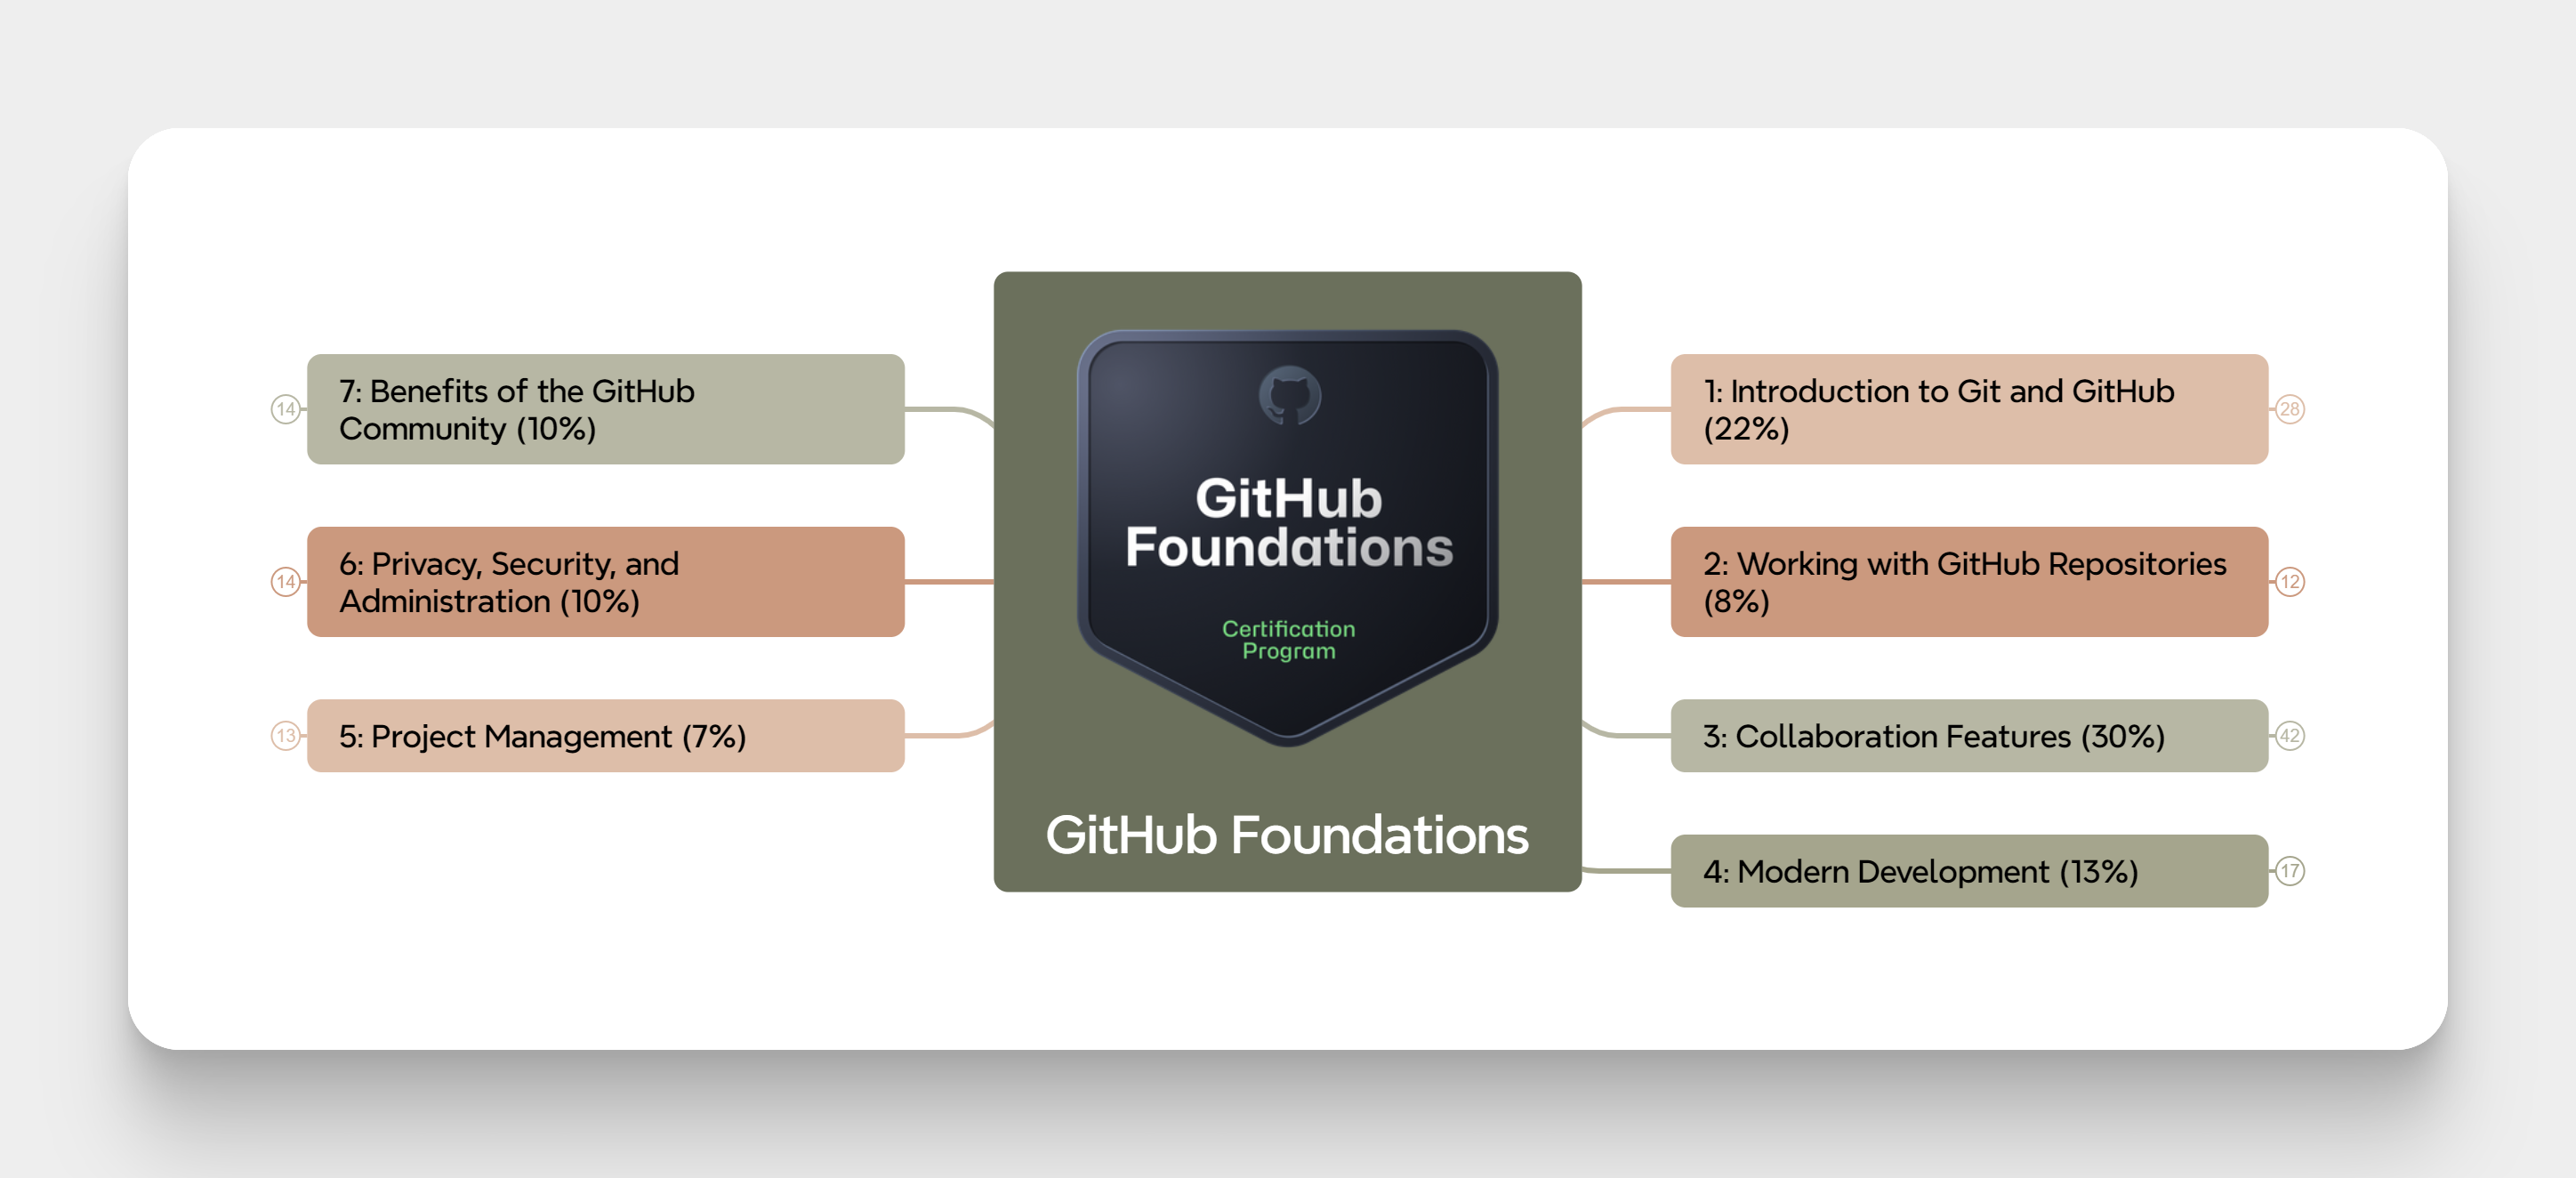 GitHub
Foundations
Certification
Program
GitHub Foundations
1: Introduction to Git and GitHub
(22%)
28
2: Working with GitHub Repositories
(8%)
12
3: Collaboration Features (30%)
42
4: Modern Development (13%)
17
5: Project Management (7%)
13
6: Privacy, Security, and
Administration (10%)
14
7: Benefits of the GitHub
Community (10%)
14